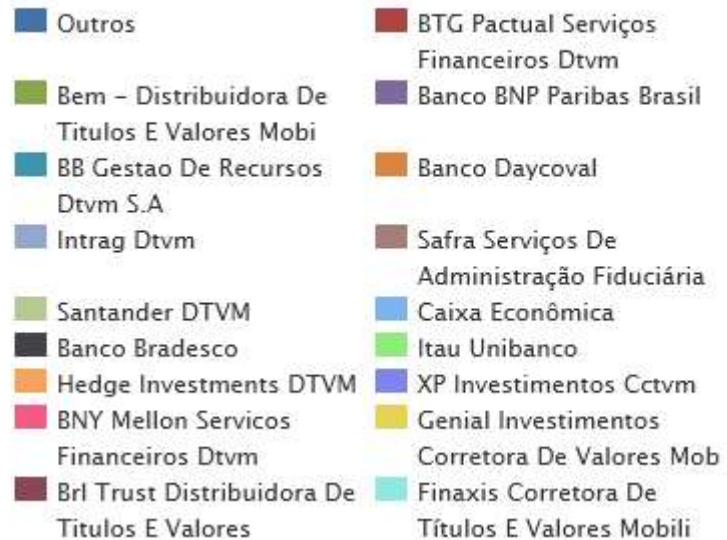 Outros
BTG Pactual Serviços
Financeiros Dtvm
Bem - Distribuidora De
Titulos E Valores Mobi
Banco BNP Paribas Brasil
BB Gestao De Recursos
Dtvm S.A
Banco Daycoval
Intrag Dtvm
Safra Serviços De
Administração Fiduciária
Santander DTVM
Caixa Econômica
Banco Bradesco
Itau Unibanco
Hedge Investments DTVM
XP Investimentos Cctvm
BNY Mellon Servicos
Financeiros Dtvm
Genial Investimentos
Corretora De Valores Mob
Brl Trust Distribuidora De
Titulos E Valores
Finaxis Corretora De
Títulos E Valores Mobili